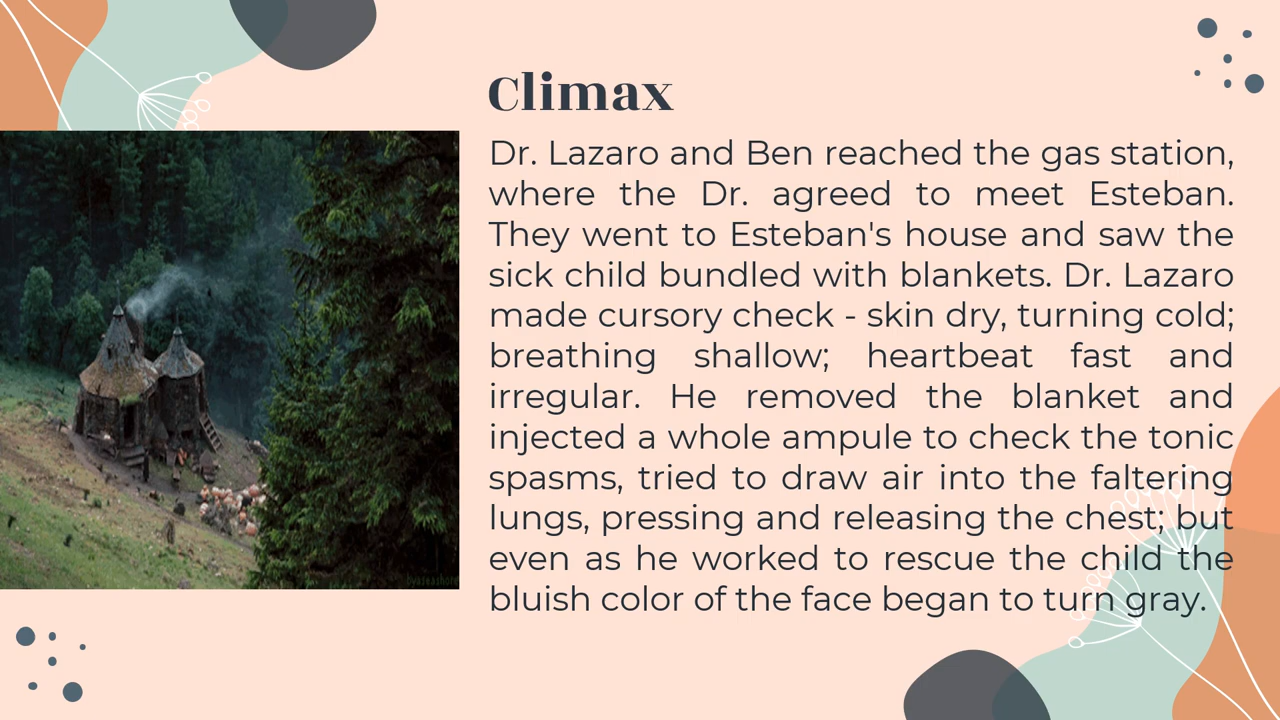 Climax
Dr. Lazaro and Ben reached the gas station,
where the Dr. agreed to meet Esteban.
They went to Esteban's house and saw the
sick child bundled with blankets. Dr. Lazaro
made cursory check - skin dry, turning cold;
breathing shallow; heartbeat fast and
irregular. He removed the blanket and
injected a whole ampule to check the tonic
spasms, tried to draw air into the faltering
lungs, pressing and releasing the chest; but
even as he worked to rescue the child the
bluish color of the face began to turn gray.